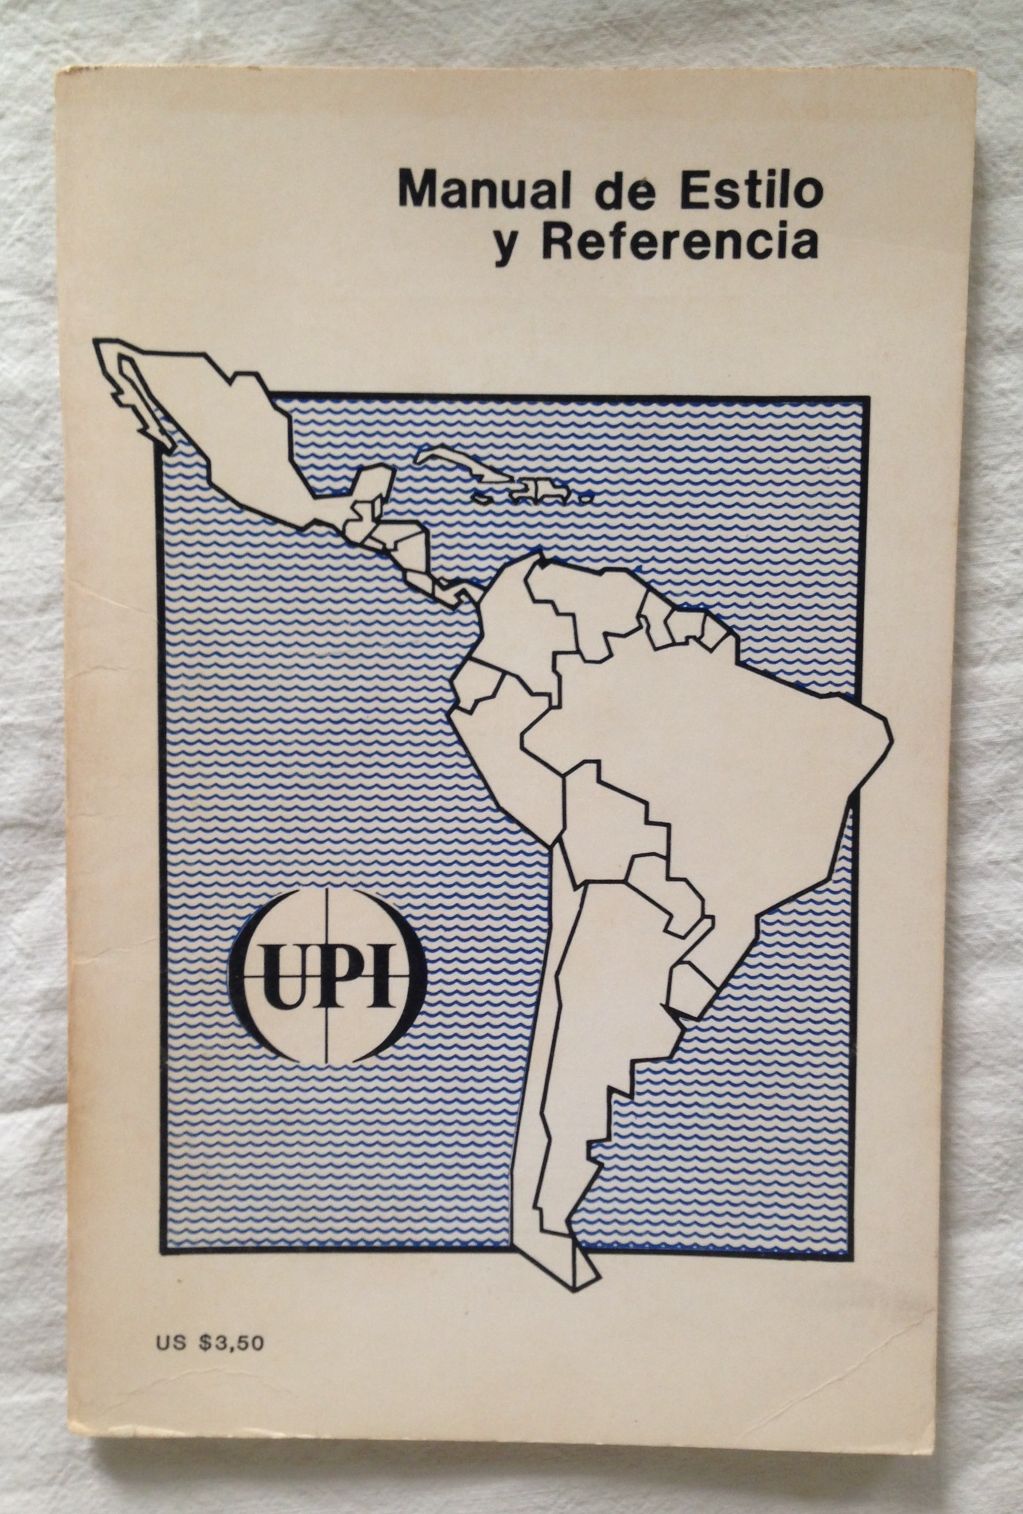 Manual de Estilo
y Referencia
UPI
US $3,50